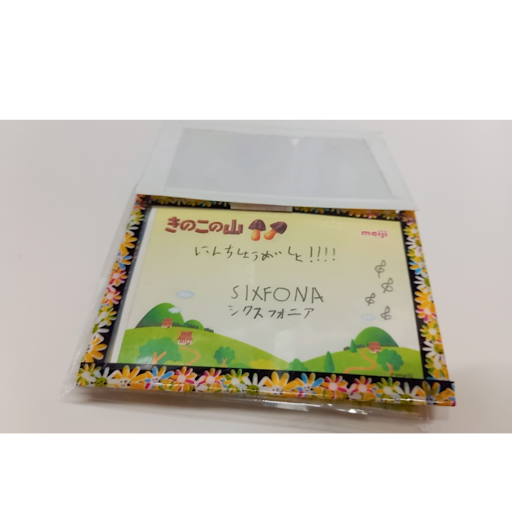 きのこの山
meiji
にんちょうめいと!!!!
SIXFONA
シクスフォニア